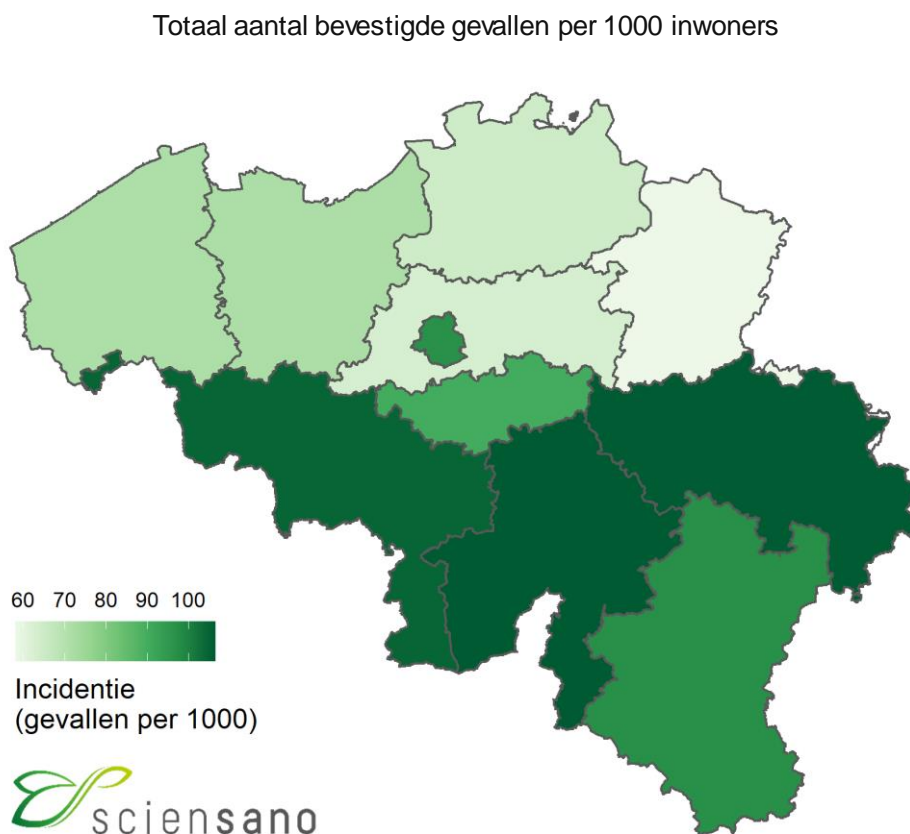 Totaal aantal bevestigde gevallen per 1000 inwoners
60 70 80 90 100
Incidentie
(gevallen per 1000)
sciensano